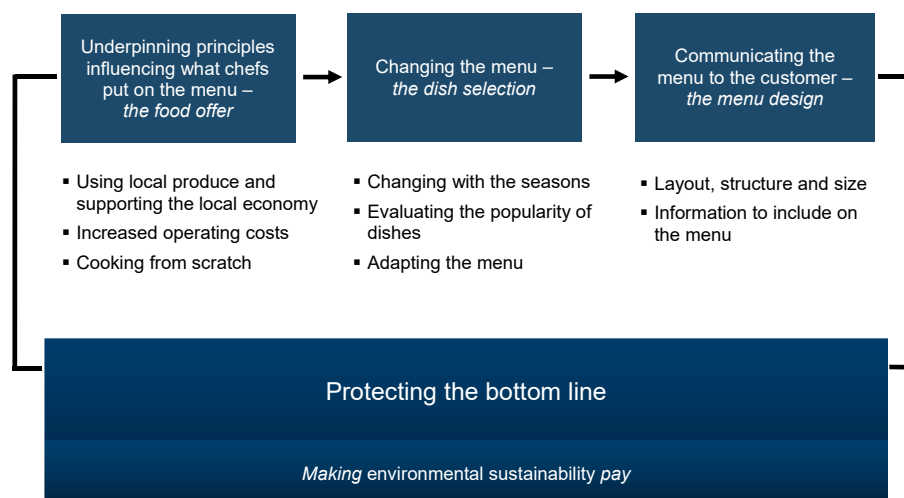 Underpinning principles
influencing what chefs
put on the menu –
the food offer
Changing the menu –
the dish selection
Communicating the
menu to the customer –
the menu design
▪ Using local produce and
supporting the local economy
▪ Increased operating costs
▪ Cooking from scratch
▪ Changing with the seasons
▪ Evaluating the popularity of
dishes
▪ Adapting the menu
▪ Layout, structure and size
▪ Information to include on
the menu
Protecting the bottom line
Making environmental sustainability pay